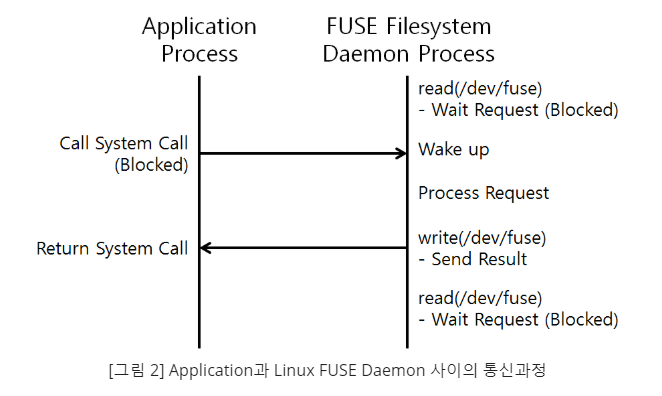 Application
Process
FUSE Filesystem
Daemon Process
read(/dev/fuse)
- Wait Request (Blocked)
Call System Call
(Blocked)
Wake up
Process Request
Return System Call
write(/dev/fuse)
- Send Result
read(/dev/fuse)
- Wait Request (Blocked)
[그림 2] Application과 Linux FUSE Daemon 사이의 통신과정